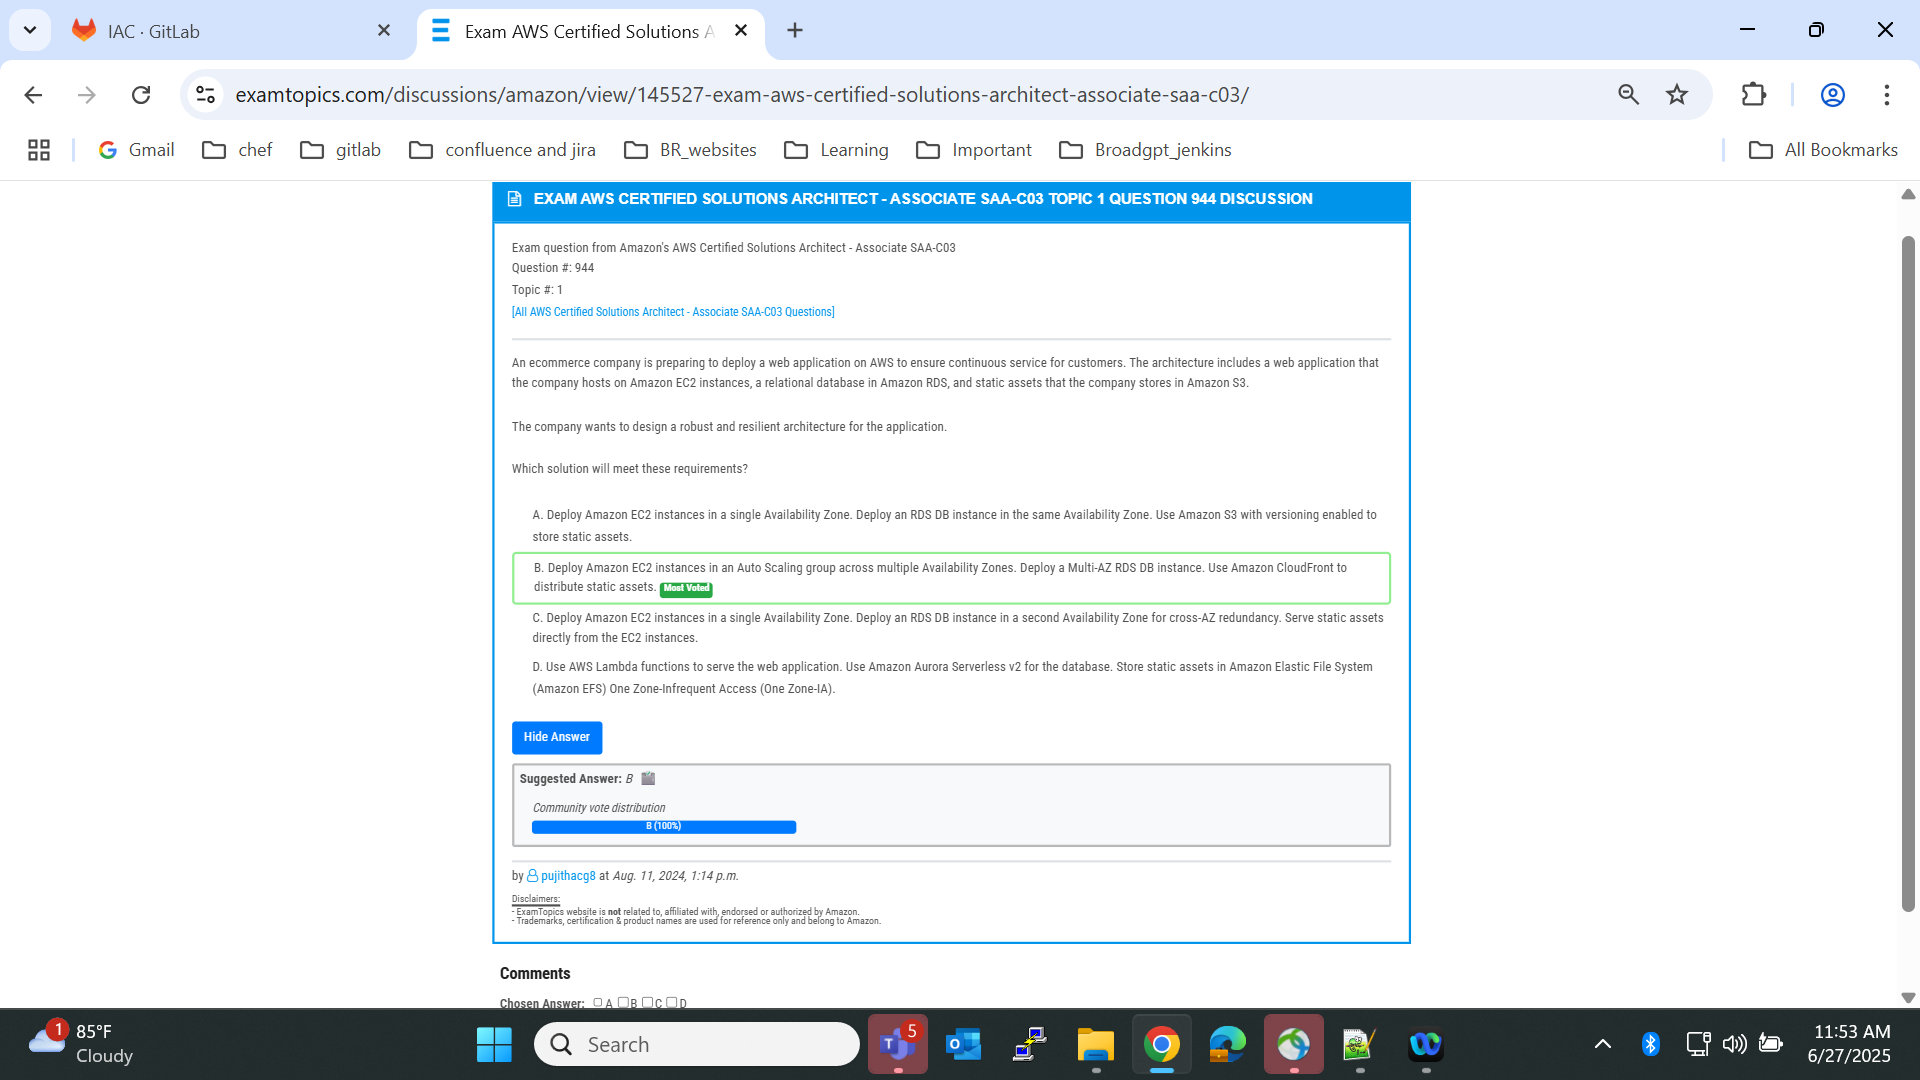 IAC · GitLab
Exam AWS Certified Solutions A
examtopics.com/discussions/amazon/view/145527-exam-aws-certified-solutions-architect-associate-saa-c03/
Gmail
chef
gitlab
confluence and jira
BR_websites
Learning
Important
Broadgpt_jenkins
All Bookmarks
EXAM AWS CERTIFIED SOLUTIONS ARCHITECT - ASSOCIATE SAA-C03 TOPIC 1 QUESTION 944 DISCUSSION
Exam question from Amazon's AWS Certified Solutions Architect - Associate SAA-C03
Question #: 944
Topic #: 1
[All AWS Certified Solutions Architect - Associate SAA-C03 Questions]
An ecommerce company is preparing to deploy a web application on AWS to ensure continuous service for customers. The architecture includes a web application that
the company hosts on Amazon EC2 instances, a relational database in Amazon RDS, and static assets that the company stores in Amazon S3.
The company wants to design a robust and resilient architecture for the application.
Which solution will meet these requirements?
A. Deploy Amazon EC2 instances in a single Availability Zone. Deploy an RDS DB instance in the same Availability Zone. Use Amazon S3 with versioning enabled to
store static assets.
B. Deploy Amazon EC2 instances in an Auto Scaling group across multiple Availability Zones. Deploy a Multi-AZ RDS DB instance. Use Amazon CloudFront to
distribute static assets. Most Voted
C. Deploy Amazon EC2 instances in a single Availability Zone. Deploy an RDS DB instance in a second Availability Zone for cross-AZ redundancy. Serve static assets
directly from the EC2 instances.
D. Use AWS Lambda functions to serve the web application. Use Amazon Aurora Serverless v2 for the database. Store static assets in Amazon Elastic File System
(Amazon EFS) One Zone-Infrequent Access (One Zone-IA).
Hide Answer
Suggested Answer: B
Community vote distribution
B (100%)
by pujithacg8 at Aug. 11, 2024, 1:14 p.m.
Disclaimers:
- ExamTopics website is not related to, affiliated with, endorsed or authorized by Amazon.
- Trademarks, certification & product names are used for reference only and belong to Amazon.
Comments
Chosen Answer: A B C D
1
85°F
Cloudy
Search
5
11:53 AM
6/27/2025